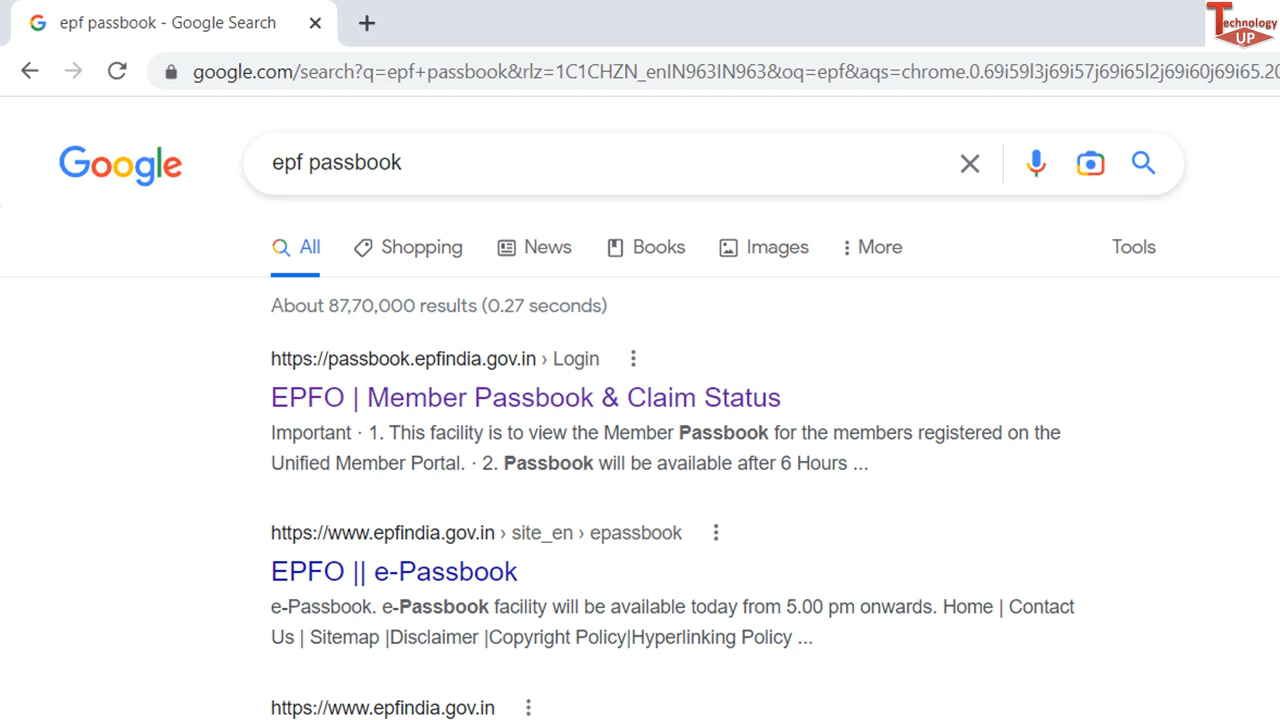 epf passbook - Google Search
Technology
UP
google.com/search?q=epf+passbook&rlz=1C1CHZN_enIN963IN963&oq=epf&aqs=chrome.0.69i59l3j69i57j69i65l2j69i60j69i65.20
Google
epf passbook
All
Shopping
News
Books
Images
More
Tools
About 87,70,000 results (0.27 seconds)
https://passbook.epfindia.gov.in › Login
EPFO | Member Passbook & Claim Status
Important · 1. This facility is to view the Member Passbook for the members registered on the
Unified Member Portal. · 2. Passbook will be available after 6 Hours ...
https://www.epfindia.gov.in › site_en › epassbook
EPFO || e-Passbook
e-Passbook. e-Passbook facility will be available today from 5.00 pm onwards. Home | Contact
Us | Sitemap |Disclaimer |Copyright Policy|Hyperlinking Policy ...
https://www.epfindia.gov.in